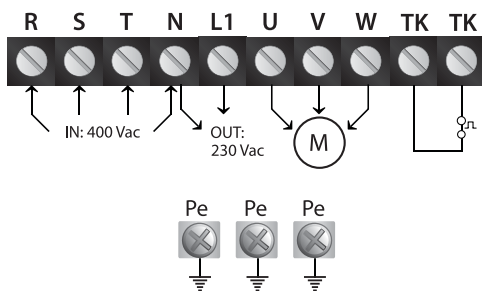 R S T N L1 U V W TK TK
IN: 400 Vac
OUT:
230 Vac
M
Pe Pe Pe